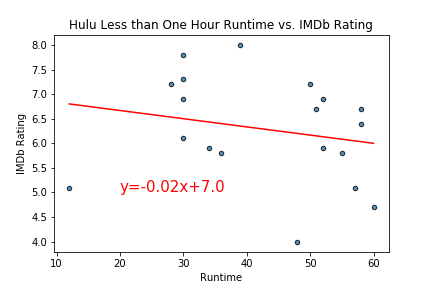 Hulu Less than One Hour Runtime vs. IMDb Rating
8.0
7.5
7.0
6.5
6.0
5.5
5.0
4.5
4.0
IMDb Rating
y=-0.02x+7.0
10 20 30 40 50 60
Runtime